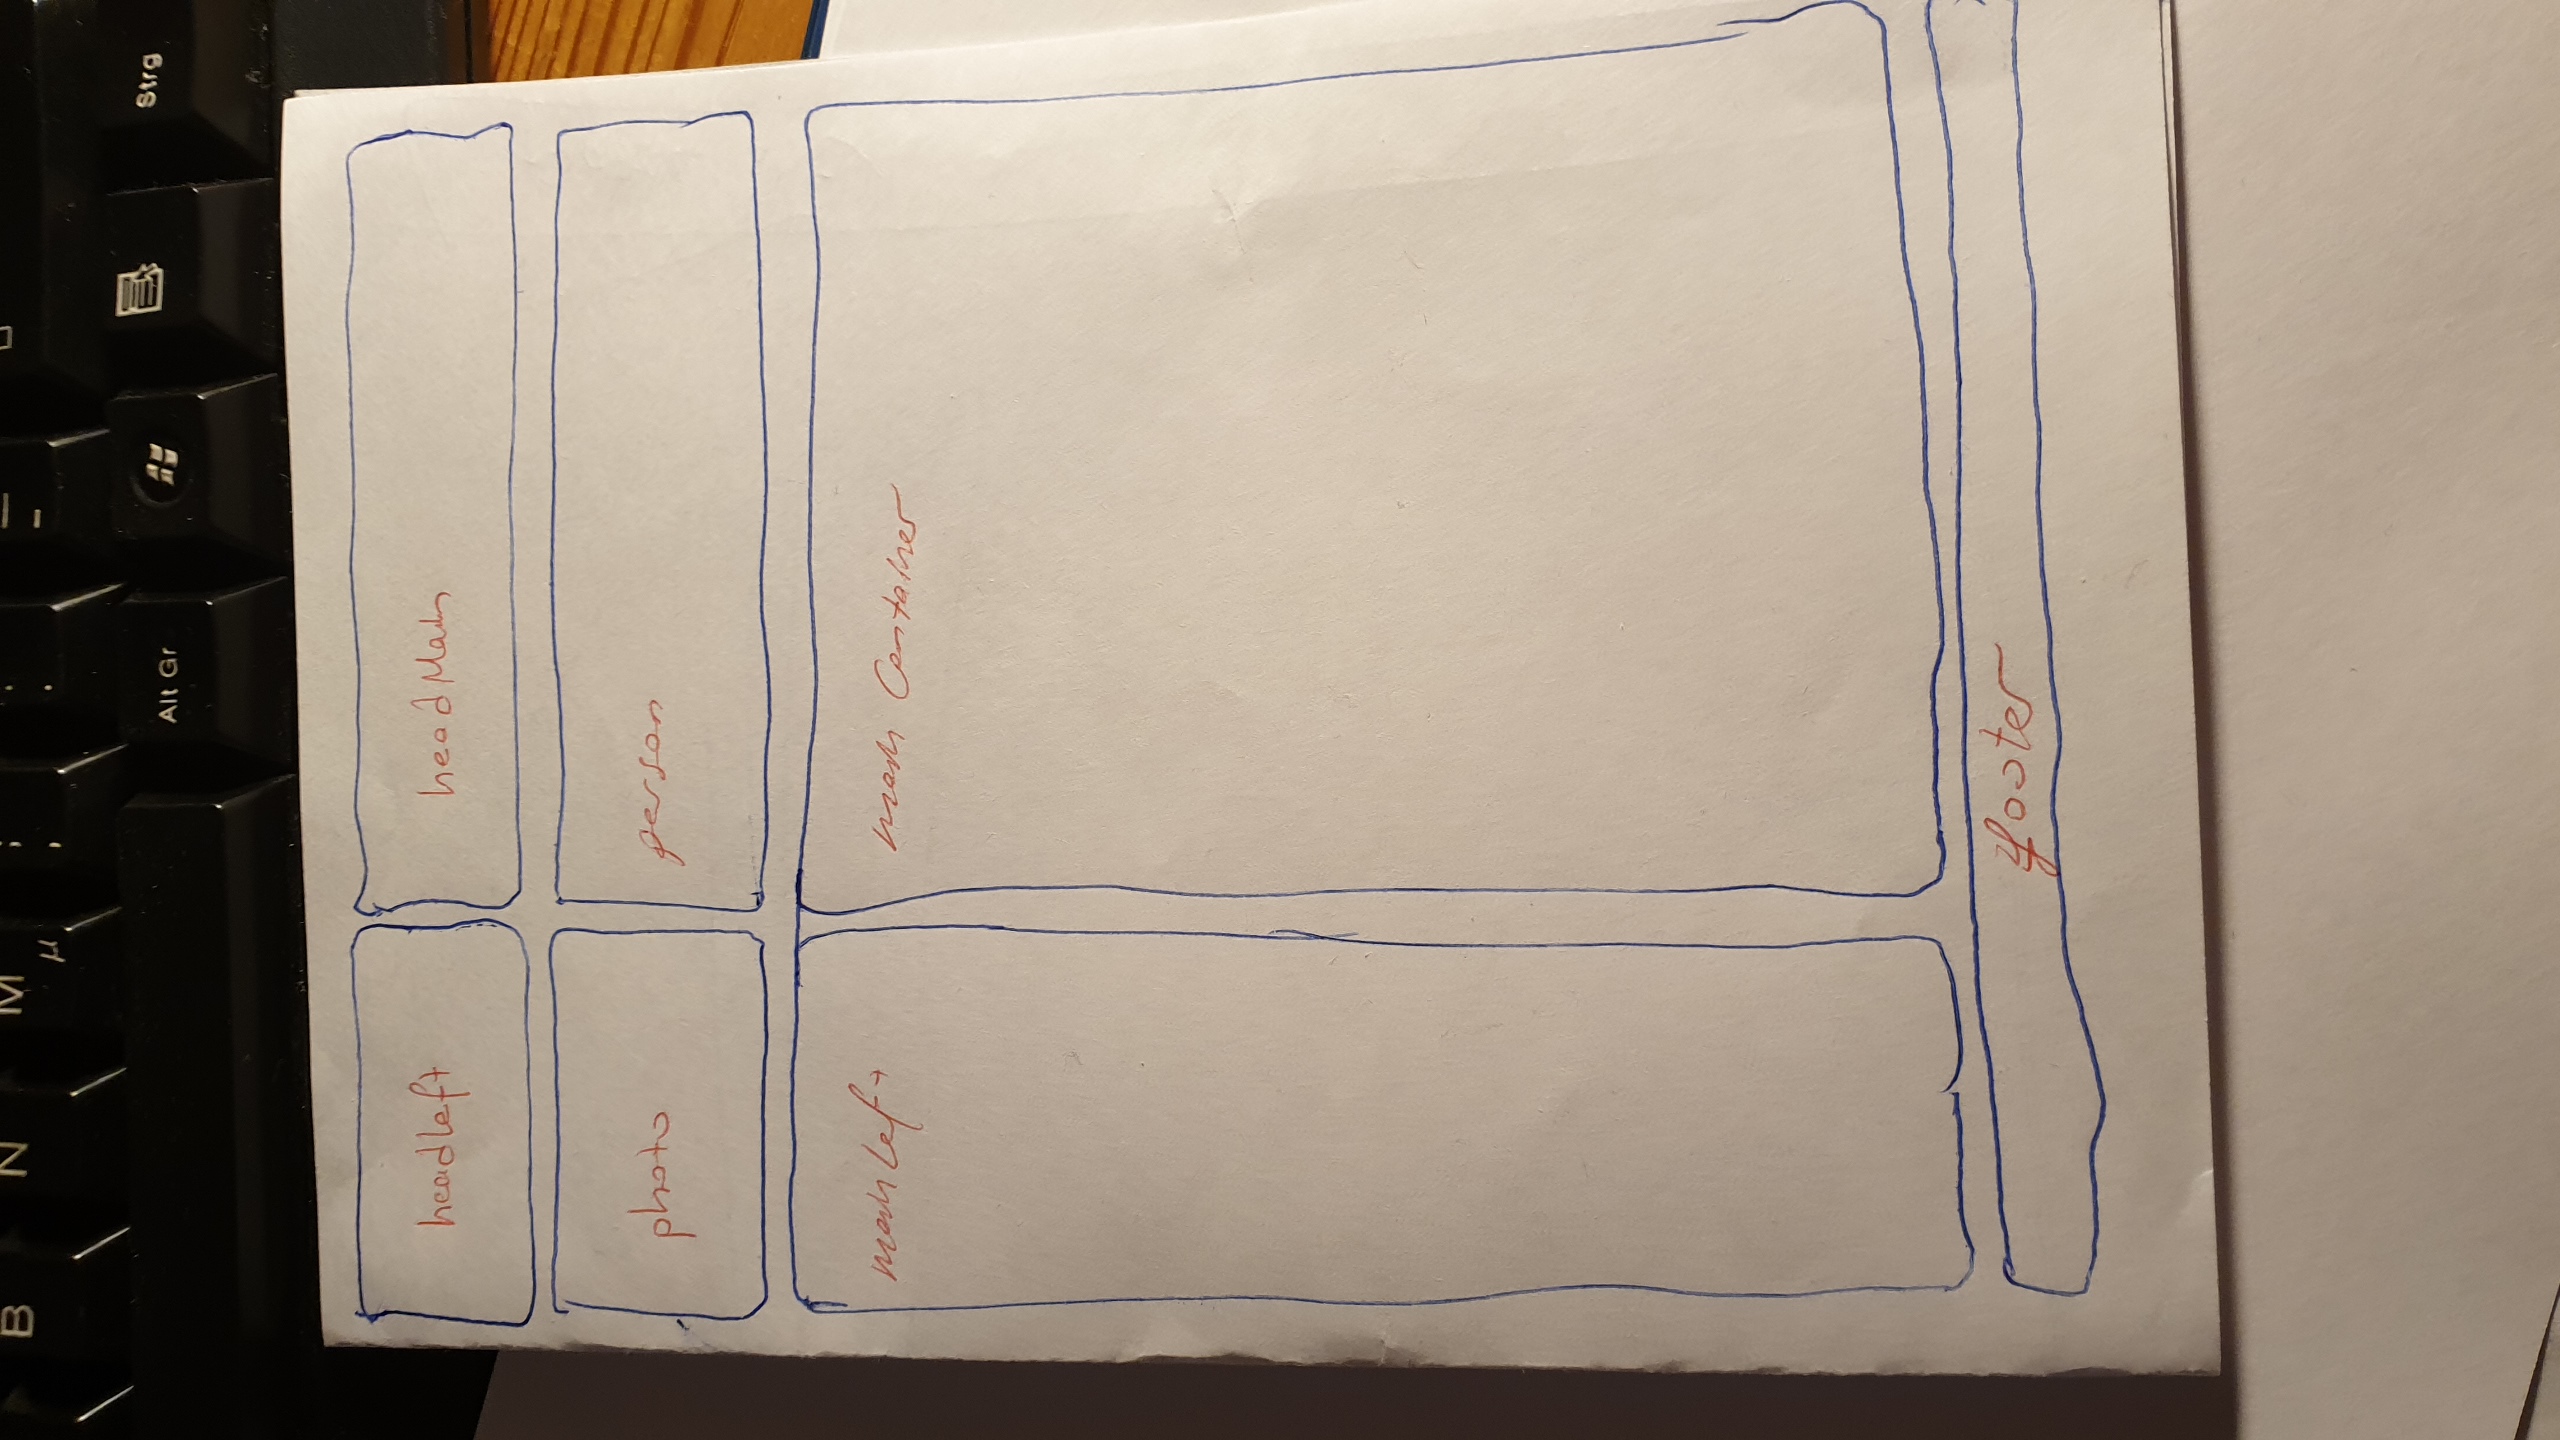 B N M ; : _
µ , . -
Alt Gr Strg
headLeft headMain
photo person
mainLeft main Container
footer